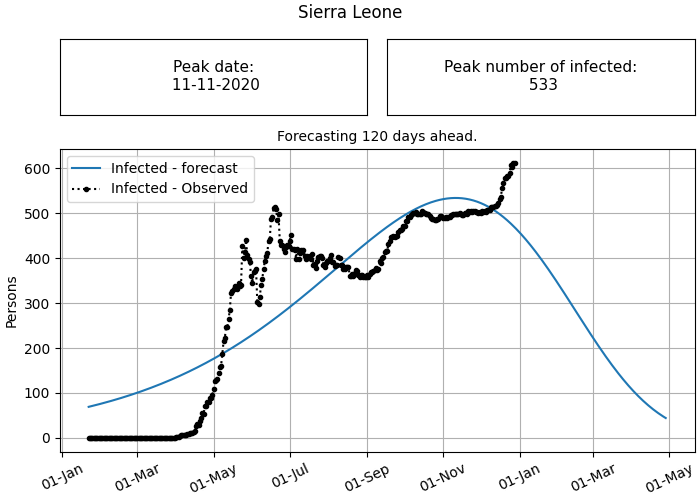 Sierra Leone
Peak date:
11-11-2020
Peak number of infected:
533
Forecasting 120 days ahead.
Infected - forecast
Infected - Observed
Persons
600
500
400
300
200
100
0
01-Jan
01-Mar
01-May
01-Jul
01-Sep
01-Nov
01-Jan
01-Mar
01-May